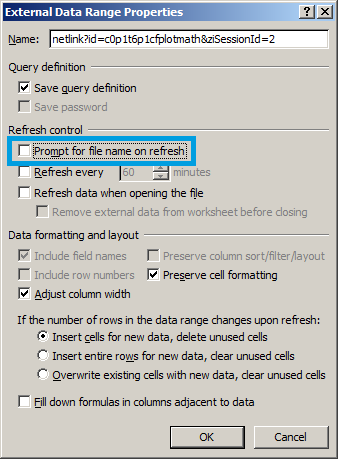 External Data Range Properties
Name: netlink?id=c0p1t6p1cfplotmath&ziSessionId=2
Query definition
Save query definition
Save password
Refresh control
Prompt for file name on refresh
Refresh every 60 minutes
Refresh data when opening the file
Remove external data from worksheet before closing
Data formatting and layout
Include field names Preserve column sort/filter/layout
Include row numbers Preserve cell formatting
Adjust column width
If the number of rows in the data range changes upon refresh:
Insert cells for new data, delete unused cells
Insert entire rows for new data, clear unused cells
Overwrite existing cells with new data, clear unused cells
Fill down formulas in columns adjacent to data
OK Cancel